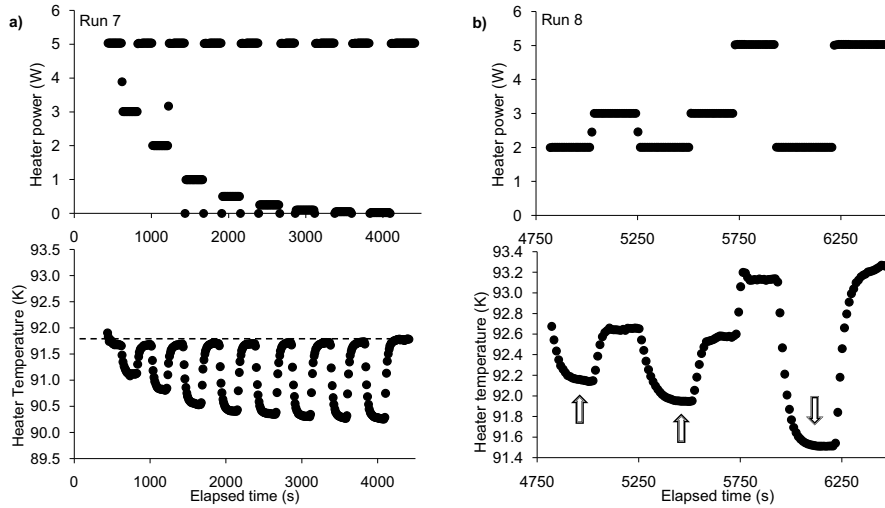 a)
Run 7
Heater power (W)
6
5
4
3
2
1
0
0 1000 2000 3000 4000
Heater Temperature (K)
93.5
93.0
92.5
92.0
91.5
91.0
90.5
90.0
89.5
0 1000 2000 3000 4000
Elapsed time (s)
b)
Run 8
Heater power (W)
6
5
4
3
2
1
0
4750 5250 5750 6250
Heater temperature (K)
93.4
93.2
93.0
92.8
92.6
92.4
92.2
92.0
91.8
91.6
91.4
4750 5250 5750 6250
Elapsed time (s)